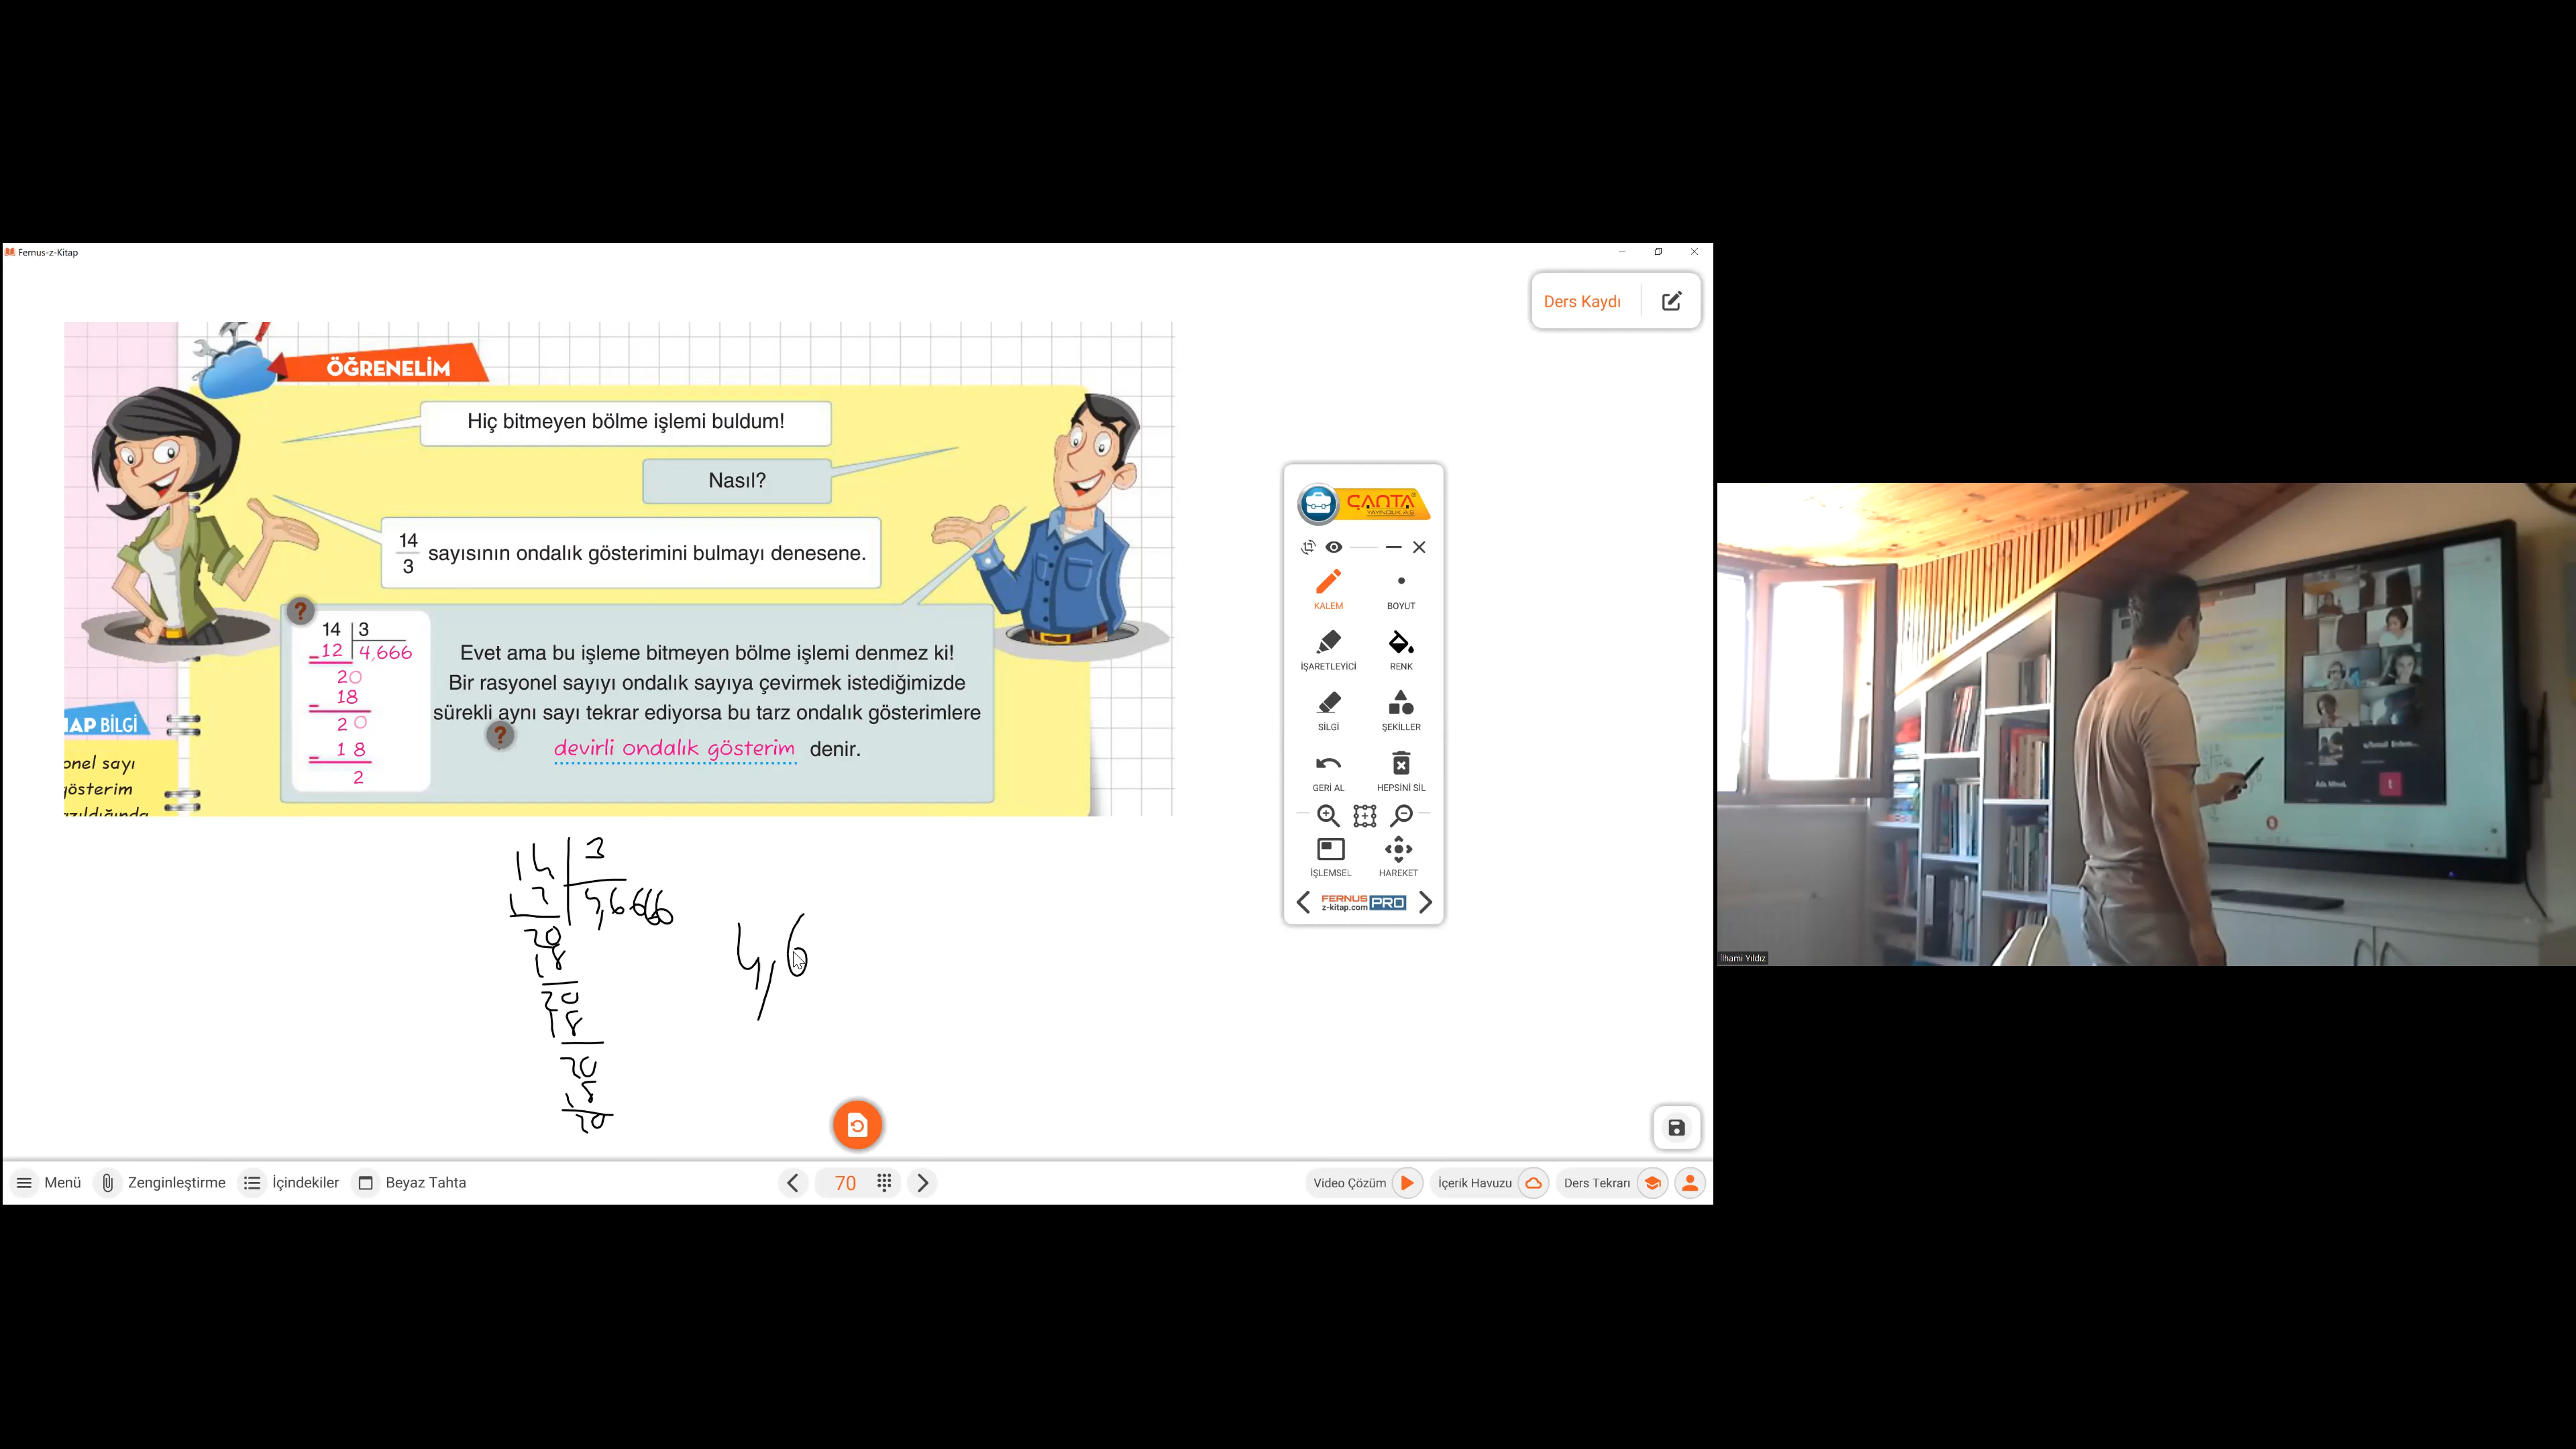 Fernus-z-Kitap
Ders Kaydı
ÖĞRENELİM
Hiç bitmeyen bölme işlemi buldum!
Nasıl?
14
3
sayısının ondalık gösterimini bulmayı denesene.
14 3
-12 4,666
20
- 18
20
- 18
2
Evet ama bu işleme bitmeyen bölme işlemi denmez ki!
Bir rasyonel sayıyı ondalık sayıya çevirmek istediğimizde
sürekli aynı sayı tekrar ediyorsa bu tarz ondalık gösterimlere
devirli ondalık gösterim denir.
BİLGİ
sayı
gösterim
14 3
12 4,6666
20
18
20
18
20
18
20
4,6
ÇANTA
YAYINCILIK A.Ş.
KALEM BOYUT
İŞARETLEYİCİ RENK
SİLGİ ŞEKİLLER
GERİ AL HEPSİNİ SİL
İŞLEMSEL HAREKET
FERNUS
z-kitap.com PRO
İlhami Yıldız
Menü Zenginleştirme İçindekiler Beyaz Tahta 70 Video Çözüm İçerik Havuzu Ders Tekrarı